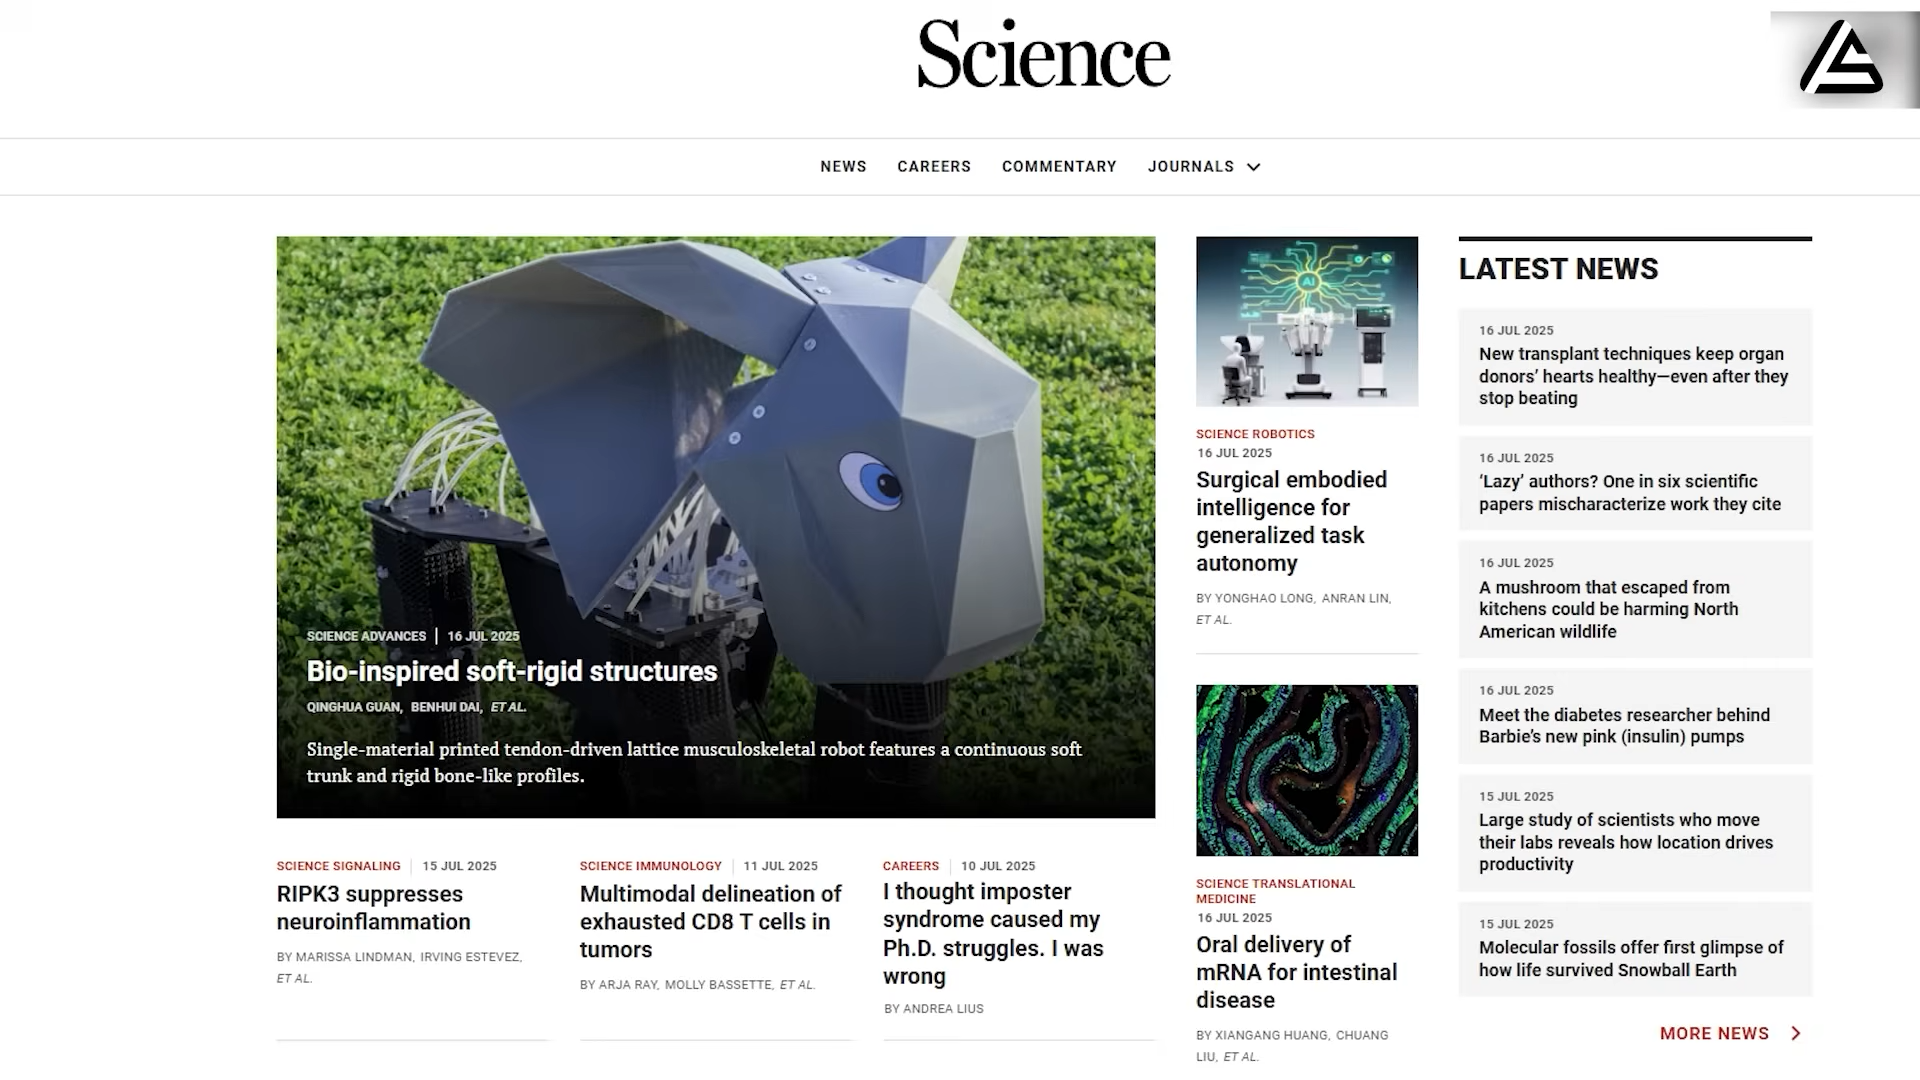 Science
NEWS
CAREERS
COMMENTARY
JOURNALS
SCIENCE ADVANCES | 16 JUL 2025
Bio-inspired soft-rigid structures
QINGHUA GUAN, BENHUI DAI, ET AL.
Single-material printed tendon-driven lattice musculoskeletal robot features a continuous soft
trunk and rigid bone-like profiles.
SCIENCE SIGNALING | 15 JUL 2025
RIPK3 suppresses
neuroinflammation
BY MARISSA LINDMAN, IRVING ESTEVEZ,
ET AL.
SCIENCE IMMUNOLOGY | 11 JUL 2025
Multimodal delineation of
exhausted CD8 T cells in
tumors
BY ARJA RAY, MOLLY BASSETTE, ET AL.
CAREERS | 10 JUL 2025
I thought imposter
syndrome caused my
Ph.D. struggles. I was
wrong
BY ANDREA LIUS
AI
SCIENCE ROBOTICS
16 JUL 2025
Surgical embodied
intelligence for
generalized task
autonomy
BY YONGHAO LONG, ANRAN LIN,
ET AL.
SCIENCE TRANSLATIONAL
MEDICINE
16 JUL 2025
Oral delivery of
mRNA for intestinal
disease
BY XIANGANG HUANG, CHUANG
LIU, ET AL.
LATEST NEWS
16 JUL 2025
New transplant techniques keep organ
donors’ hearts healthy—even after they
stop beating
16 JUL 2025
‘Lazy’ authors? One in six scientific
papers mischaracterize work they cite
16 JUL 2025
A mushroom that escaped from
kitchens could be harming North
American wildlife
16 JUL 2025
Meet the diabetes researcher behind
Barbie’s new pink (insulin) pumps
15 JUL 2025
Large study of scientists who move
their labs reveals how location drives
productivity
15 JUL 2025
Molecular fossils offer first glimpse of
how life survived Snowball Earth
MORE NEWS